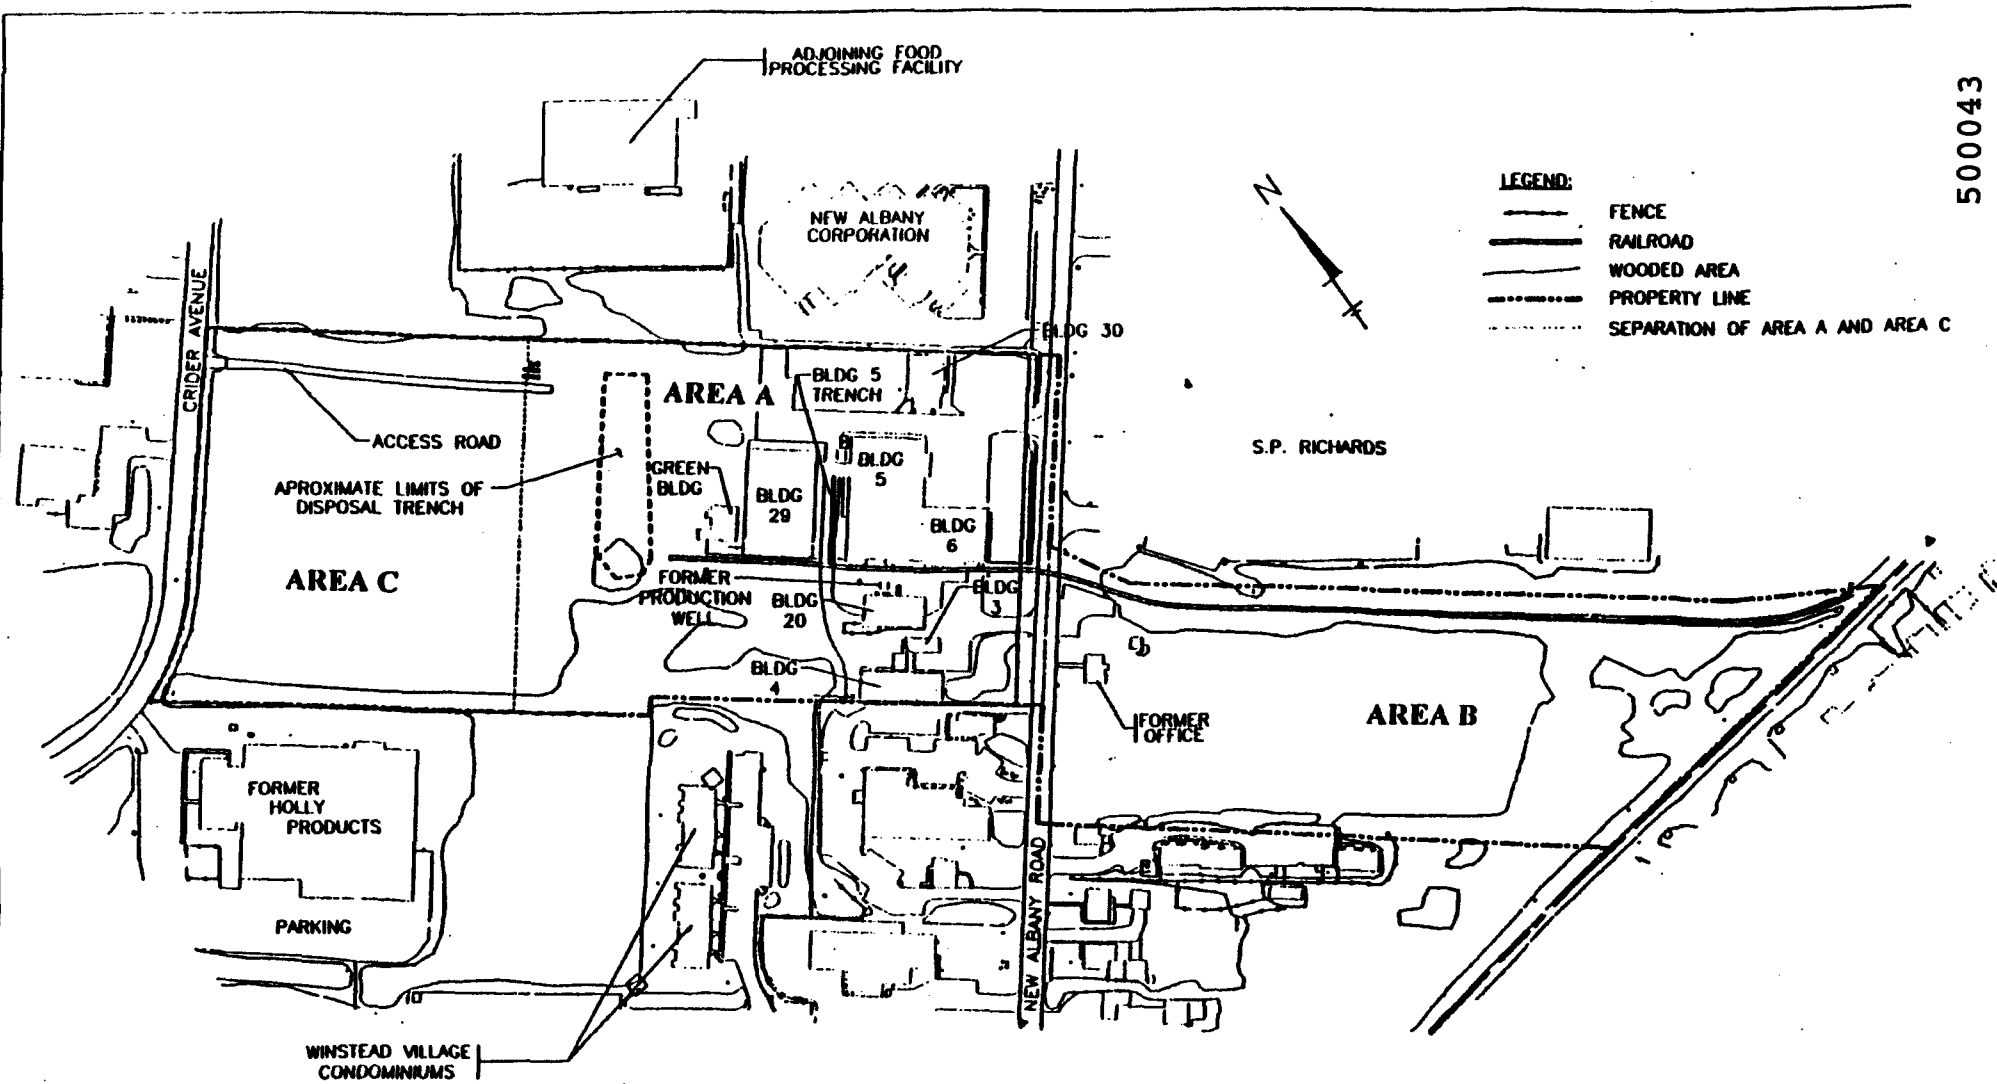 ADJOINING FOOD
PROCESSING FACILITY
500043
N
LEGEND:
FENCE
RAILROAD
WOODED AREA
PROPERTY LINE
SEPARATION OF AREA A AND AREA C
NEW ALBANY
CORPORATION
CRIDER AVENUE
BLDG 30
AREA A
BLDG 5
TRENCH
ACCESS ROAD
S.P. RICHARDS
APROXIMATE LIMITS OF
DISPOSAL TRENCH
GREEN
BLDG
BLDG
29
BLDG
5
BLDG
6
AREA C
FORMER
PRODUCTION
WELL
BLDG
20
BLDG
3
BLDG
4
FORMER
OFFICE
AREA B
FORMER
HOLLY
PRODUCTS
PARKING
NEW ALBANY ROAD
WINSTEAD VILLAGE
CONDOMINIUMS